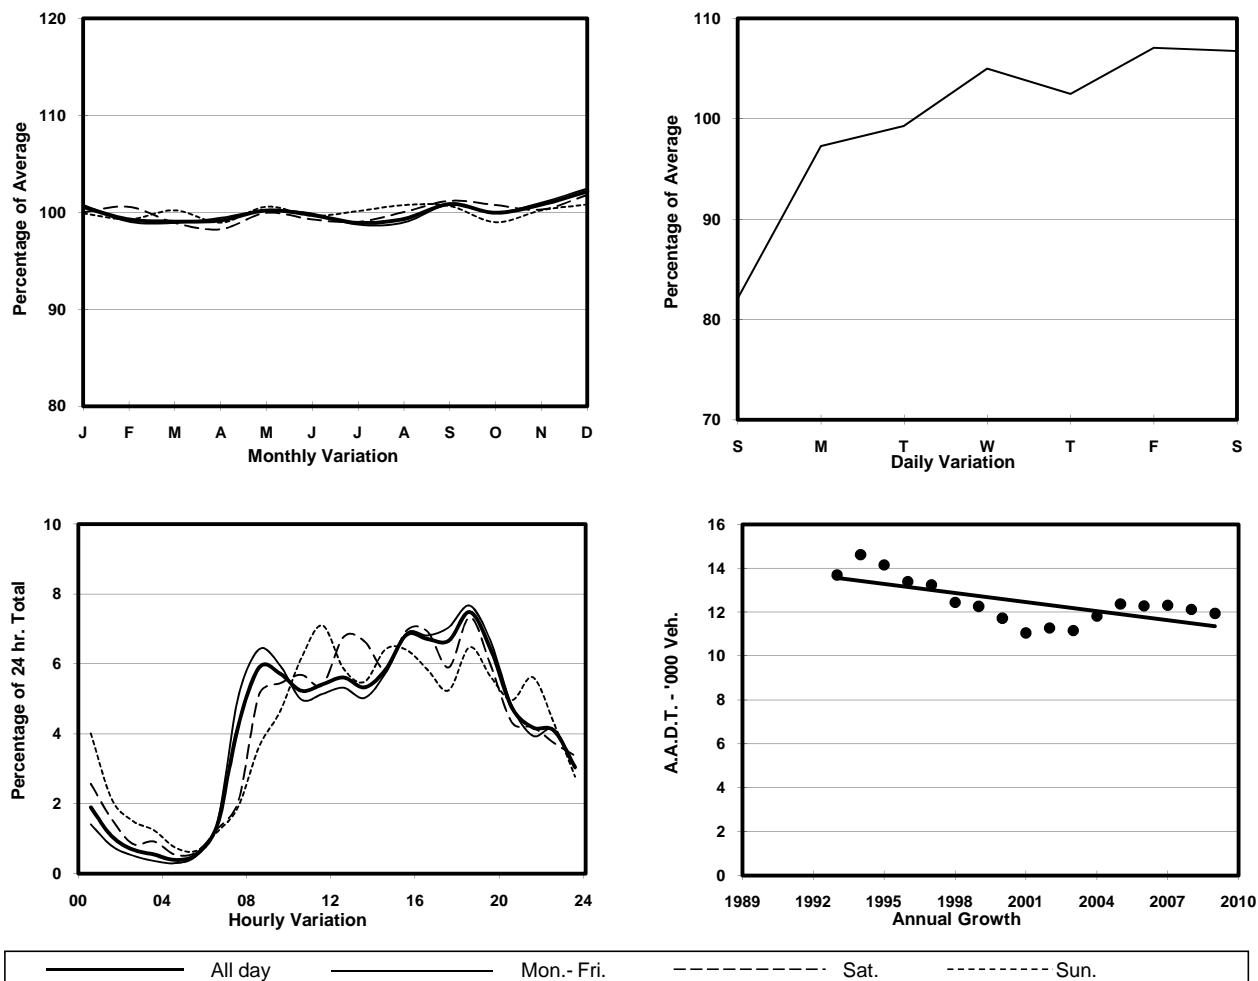 120
110
100
90
80
Percentage of Average
J F M A M J J A S O N D
Monthly Variation
110
100
90
80
70
Percentage of Average
S M T W T F S
Daily Variation
10
8
6
4
2
0
Percentage of 24 hr. Total
00 04 08 12 16 20 24
Hourly Variation
16
14
12
10
8
6
4
2
0
A.A.D.T. - '000 Veh.
1989 1992 1995 1998 2001 2004 2007 2010
Annual Growth
All day Mon.- Fri. Sat. Sun.